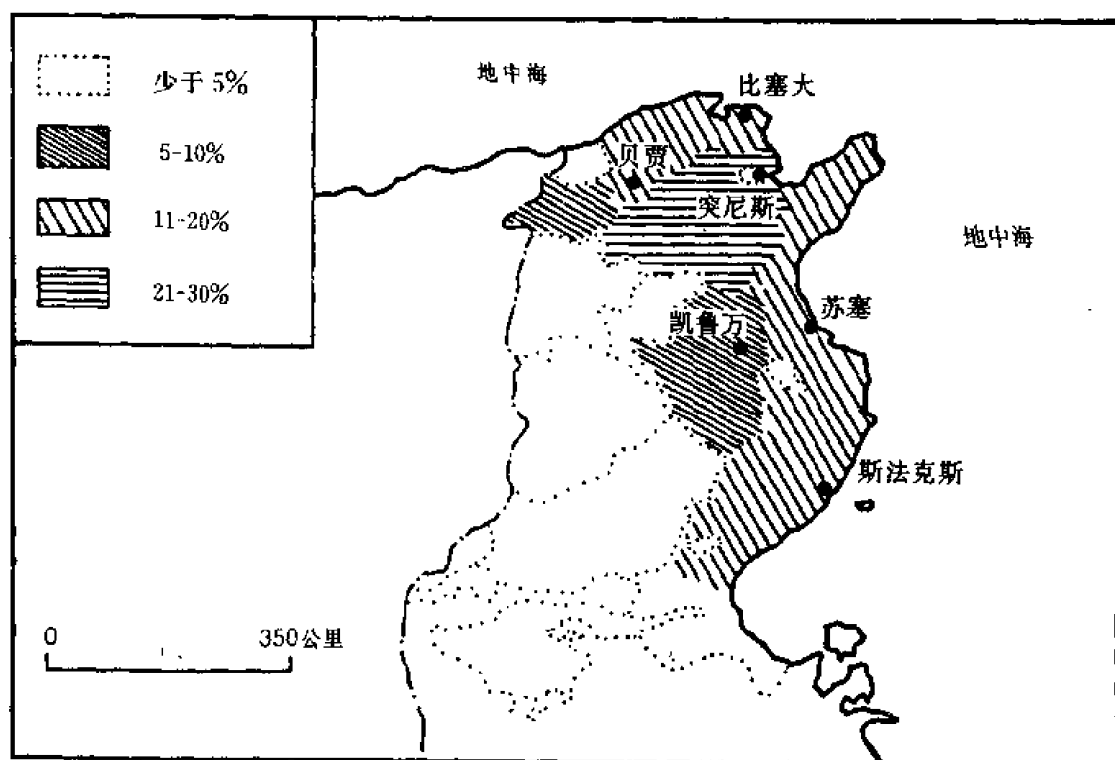 少于 5%
5-10%
11-20%
21-30%
地中海
比塞大
贝贾
突尼斯
地中海
凯鲁万
苏塞
斯法克斯
0
350公里